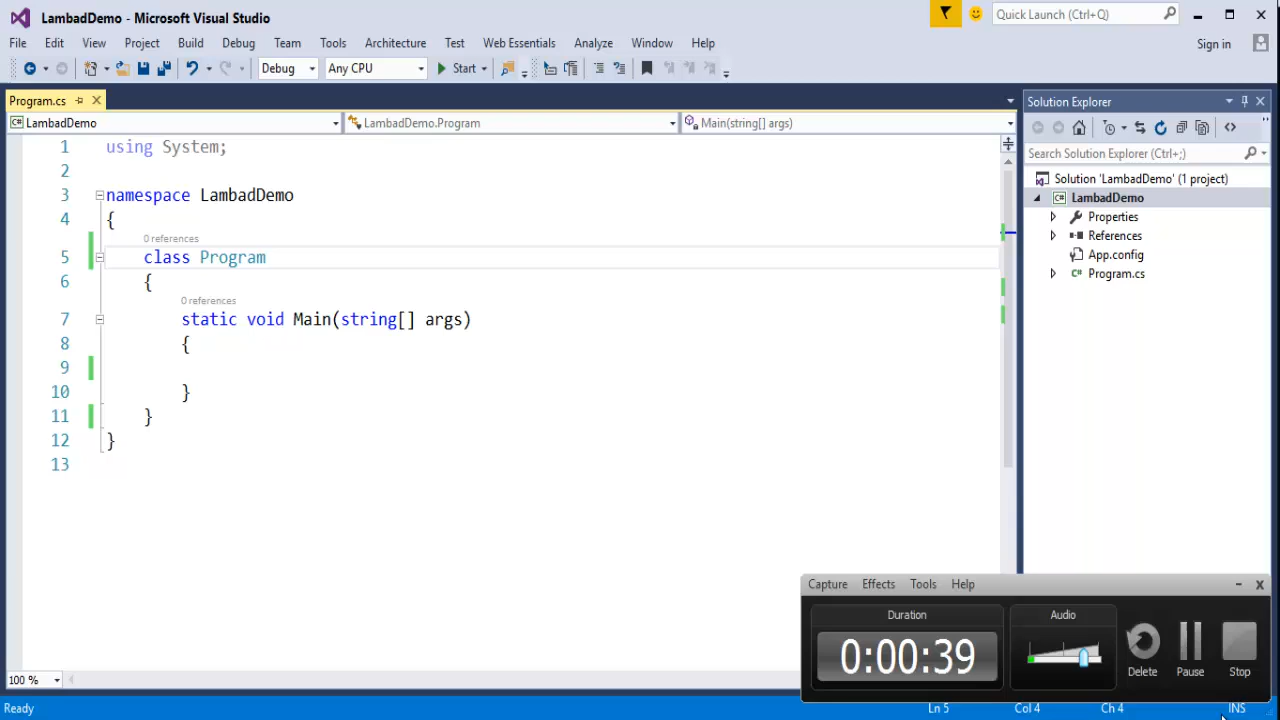 LambadDemo - Microsoft Visual Studio
Quick Launch (Ctrl+Q)
File Edit View Project Build Debug Team Tools Architecture Test Web Essentials Analyze Window Help
Sign in
Debug Any CPU Start
Program.cs
LambadDemo LambadDemo.Program Main(string[] args)
1 using System;
2
3 namespace LambadDemo
4 {
0 references
5 class Program
6 {
0 references
7 static void Main(string[] args)
8 {
9
10 }
11 }
12 }
13
100 %
Solution Explorer
Search Solution Explorer (Ctrl+;)
Solution 'LambadDemo' (1 project)
C# LambadDemo
Properties
References
App.config
C# Program.cs
Capture Effects Tools Help
Duration
0:00:39
Audio
Delete Pause Stop
Ready Ln 5 Col 4 Ch 4 INS